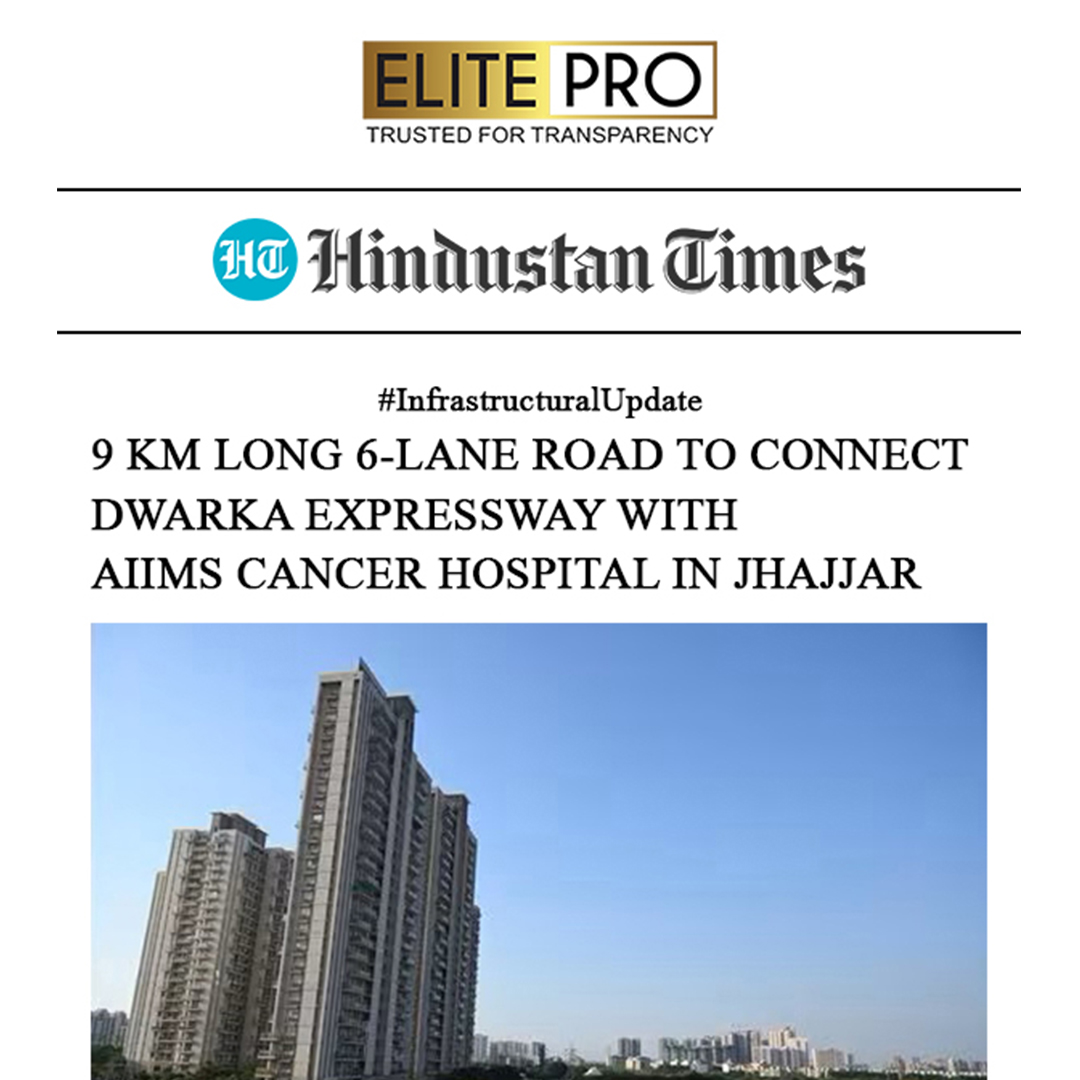 ELITE PRO
TRUSTED FOR TRANSPARENCY
HT Hindustan Times
#InfrastructuralUpdate
9 KM LONG 6-LANE ROAD TO CONNECT
DWARKA EXPRESSWAY WITH
AIIMS CANCER HOSPITAL IN JHAJJAR